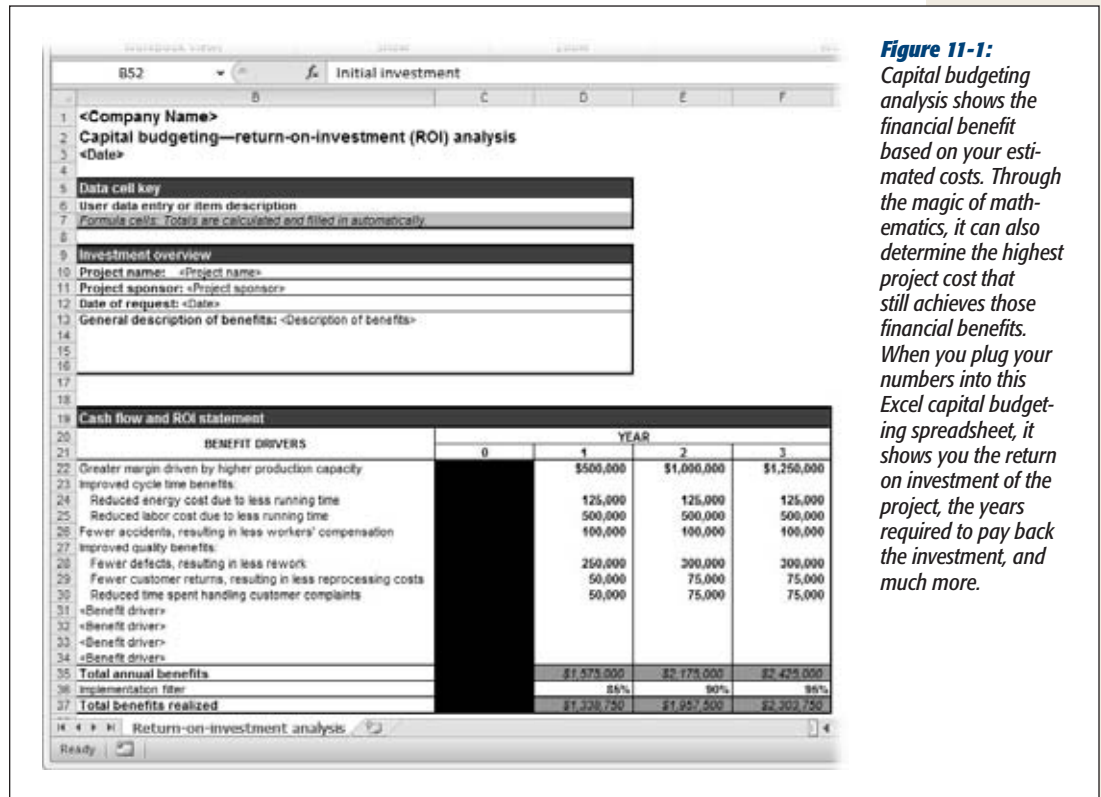 B52 fx Initial investment
B C D E F
1 <Company Name>
2 Capital budgeting—return-on-investment (ROI) analysis
3 <Date>
4
5 Data cell key
6 User data entry or item description
7 Formula cells: Totals are calculated and filled in automatically.
8
9 Investment overview
10 Project name: <Project name>
11 Project sponsor: <Project sponsor>
12 Date of request: <Date>
13 General description of benefits: <Description of benefits>
14
15
16
17
18
19 Cash flow and ROI statement
20 BENEFIT DRIVERS YEAR
21 0 1 2 3
22 Greater margin driven by higher production capacity $500,000 $1,000,000 $1,250,000
23 Improved cycle time benefits:
24 Reduced energy cost due to less running time 125,000 125,000 125,000
25 Reduced labor cost due to less running time 500,000 500,000 500,000
26 Fewer accidents, resulting in less workers' compensation 100,000 100,000 100,000
27 Improved quality benefits:
28 Fewer defects, resulting in less rework 250,000 300,000 300,000
29 Fewer customer returns, resulting in less reprocessing costs 50,000 75,000 75,000
30 Reduced time spent handling customer complaints 50,000 75,000 75,000
31 <Benefit driver>
32 <Benefit driver>
33 <Benefit driver>
34 <Benefit driver>
35 Total annual benefits $1,575,000 $2,175,000 $2,425,000
36 Implementation filter 85% 90% 95%
37 Total benefits realized $1,338,750 $1,957,500 $2,303,750
Return-on-investment analysis
Ready
Figure 11-1:
Capital budgeting
analysis shows the
financial benefit
based on your esti-
mated costs. Through
the magic of math-
ematics, it can also
determine the highest
project cost that
still achieves those
financial benefits.
When you plug your
numbers into this
Excel capital budget-
ing spreadsheet, it
shows you the return
on investment of the
project, the years
required to pay back
the investment, and
much more.